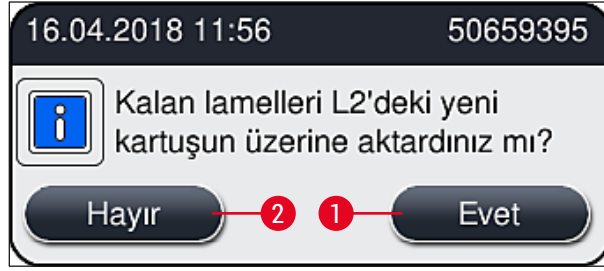 16.04.2018 11:56 50659395
Kalan lamelleri L2'deki yeni
kartuşun üzerine aktardınız mı?
Hayır 2 1 Evet